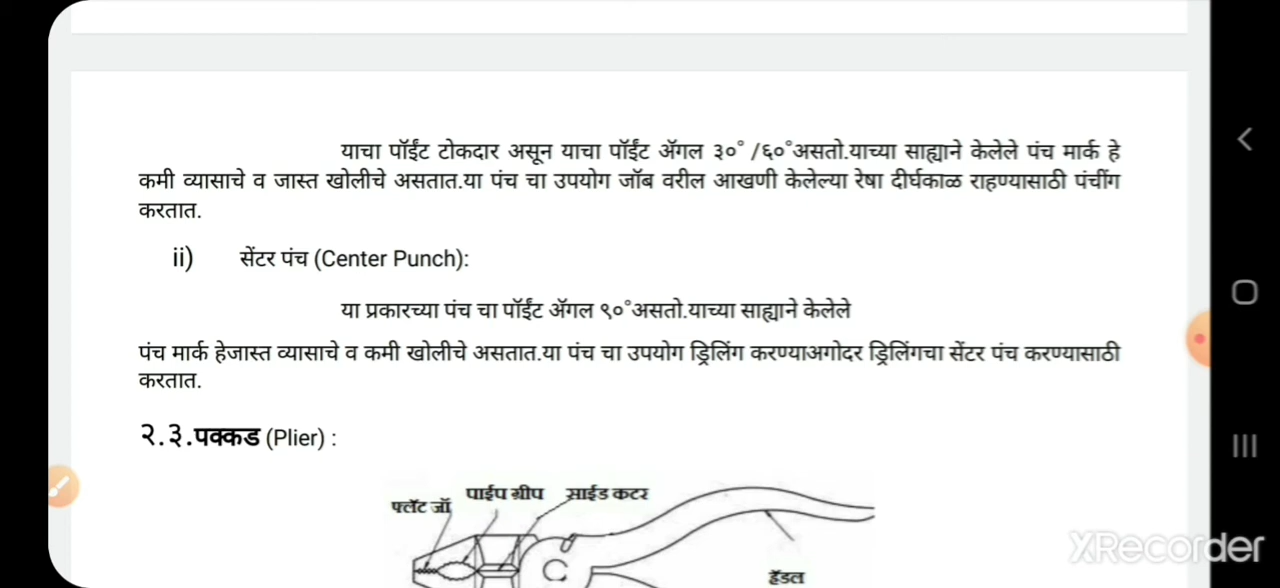 याचा पॉईंट टोकदार असून याचा पॉईंट ॲंगल ३०° /६०°असतो.याच्या साह्याने केलेले पंच मार्क हे
कमी व्यासाचे व जास्त खोलीचे असतात.या पंच चा उपयोग जॉब वरील आखणी केलेल्या रेषा दीर्घकाळ राहण्यासाठी पंचींग
करतात.
ii) सेंटर पंच (Center Punch):
या प्रकारच्या पंच चा पॉईंट ॲंगल ९०°असतो.याच्या साह्याने केलेले
पंच मार्क हेजास्त व्यासाचे व कमी खोलीचे असतात.या पंच चा उपयोग ड्रिलिंग करण्याअगोदर ड्रिलिंगचा सेंटर पंच करण्यासाठी
करतात.
२.३.पक्कड (Plier) :
फ्लॅट जॉ पाईप ग्रीप साईड कटर
हॅंडल
XRecorder